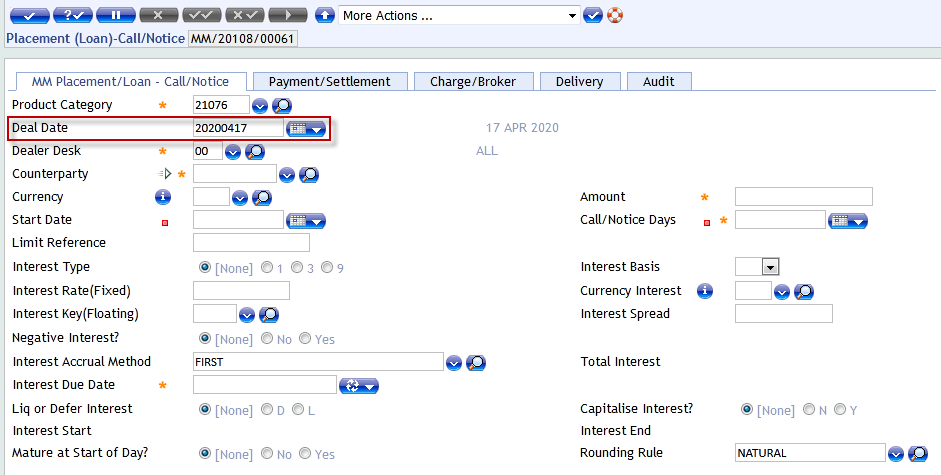 More Actions ...
Placement (Loan)-Call/Notice MM/20108/00061
MM Placement/Loan - Call/Notice Payment/Settlement Charge/Broker Delivery Audit
Product Category * 21076
Deal Date 20200417 17 APR 2020
Dealer Desk * 00 ALL
Counterparty *
Currency Amount *
Start Date Call/Notice Days *
Limit Reference
Interest Type [None] 1 3 9 Interest Basis
Interest Rate(Fixed) Currency Interest
Interest Key(Floating) Interest Spread
Negative Interest? [None] No Yes
Interest Accrual Method FIRST Total Interest
Interest Due Date *
Liq or Defer Interest [None] D L Capitalise Interest? [None] N Y
Interest Start Interest End
Mature at Start of Day? [None] No Yes Rounding Rule NATURAL